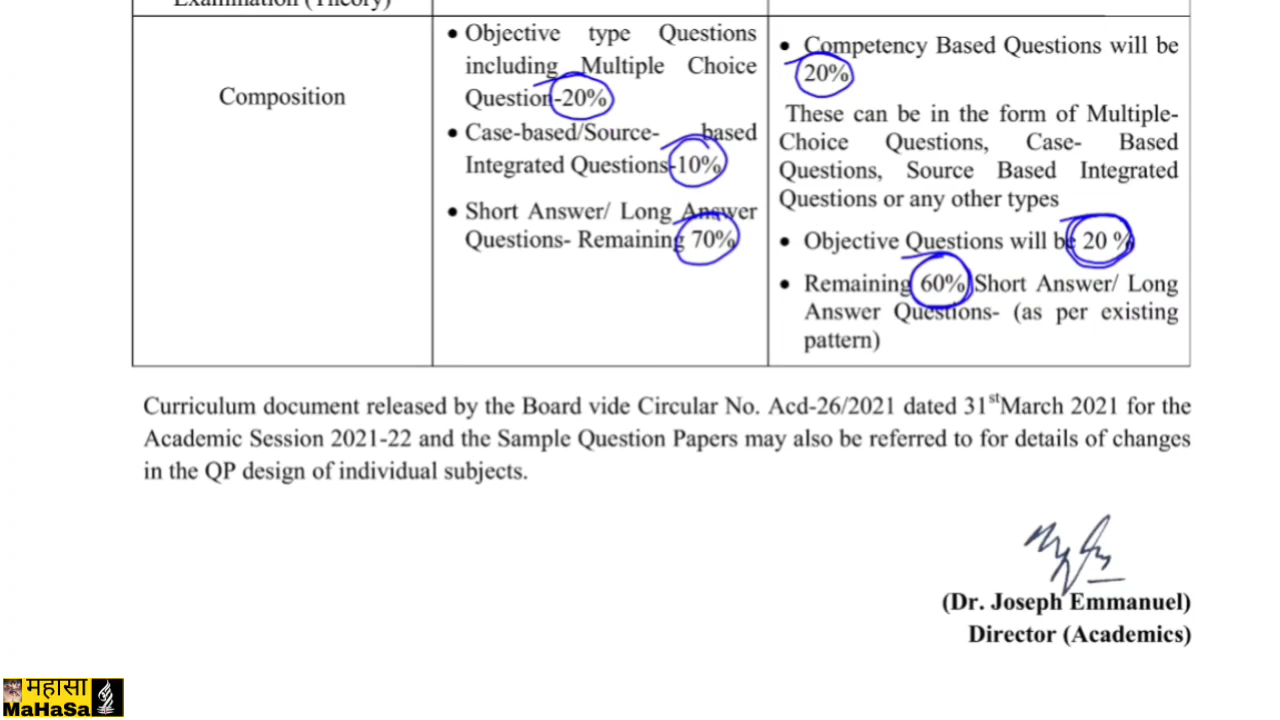 Examination (Theory)
Composition
• Objective type Questions
including Multiple Choice
Question-20%
• Case-based/Source- based
Integrated Questions-10%
• Short Answer/ Long Answer
Questions- Remaining 70%
• Competency Based Questions will be
20%
These can be in the form of Multiple-
Choice Questions, Case- Based
Questions, Source Based Integrated
Questions or any other types
• Objective Questions will be 20 %
• Remaining 60% Short Answer/ Long
Answer Questions- (as per existing
pattern)
Curriculum document released by the Board vide Circular No. Acd-26/2021 dated 31st March 2021 for the
Academic Session 2021-22 and the Sample Question Papers may also be referred to for details of changes
in the QP design of individual subjects.
(Dr. Joseph Emmanuel)
Director (Academics)
महासा
MaHaSa